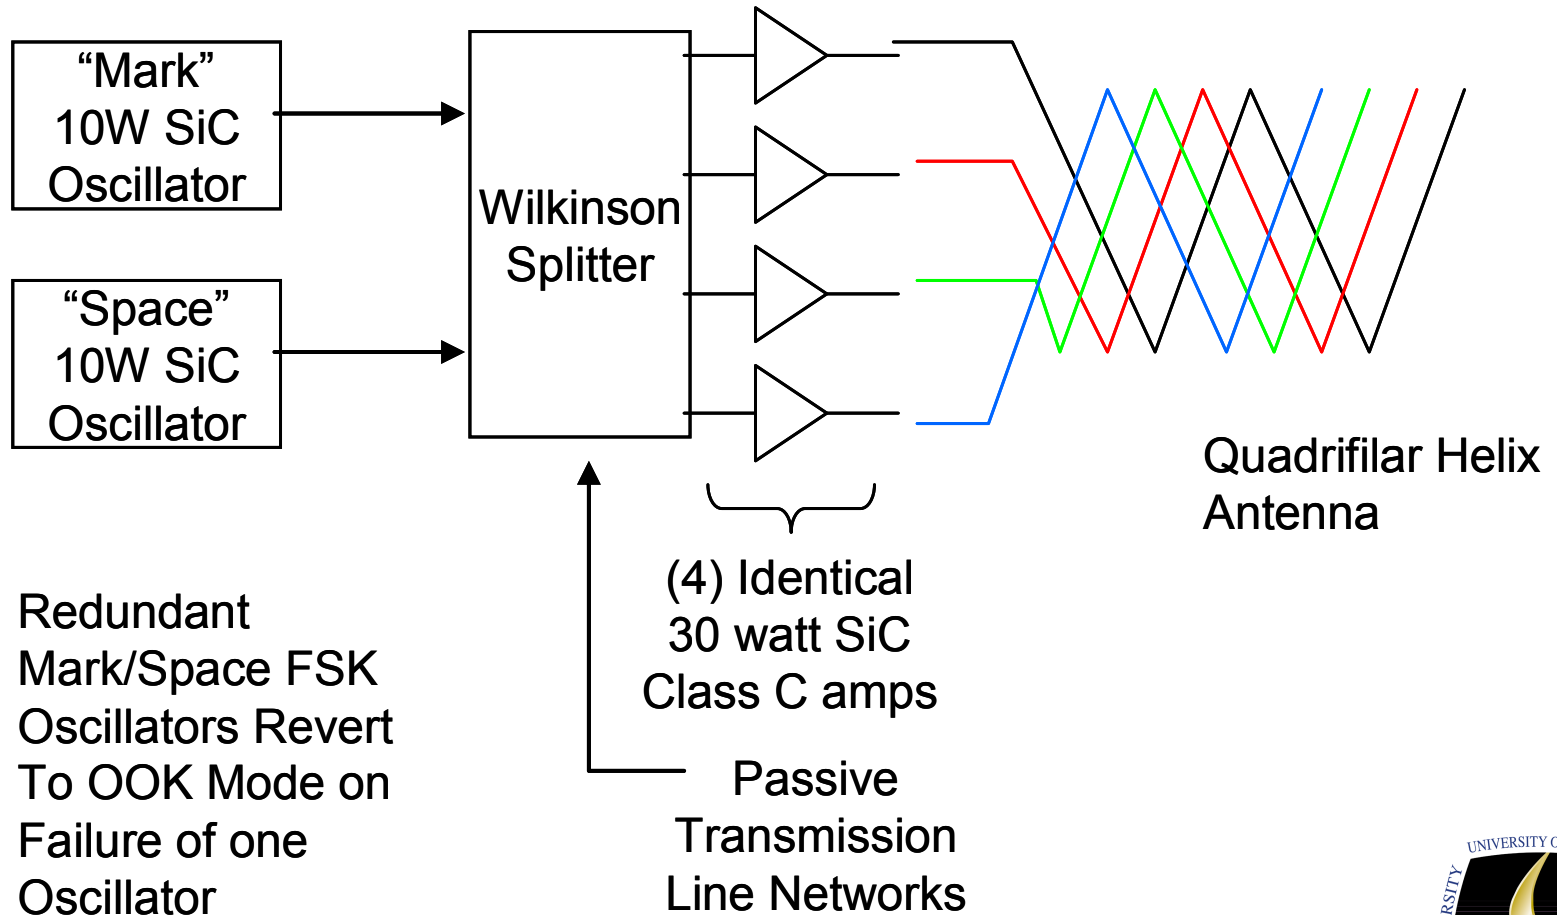 “Mark”
10W SiC
Oscillator
“Space”
10W SiC
Oscillator
Wilkinson
Splitter
Quadrifilar Helix
Antenna
(4) Identical
30 watt SiC
Class C amps
Redundant
Mark/Space FSK
Oscillators Revert
To OOK Mode on
Failure of one
Oscillator
Passive
Transmission
Line Networks
UNIVERSITY